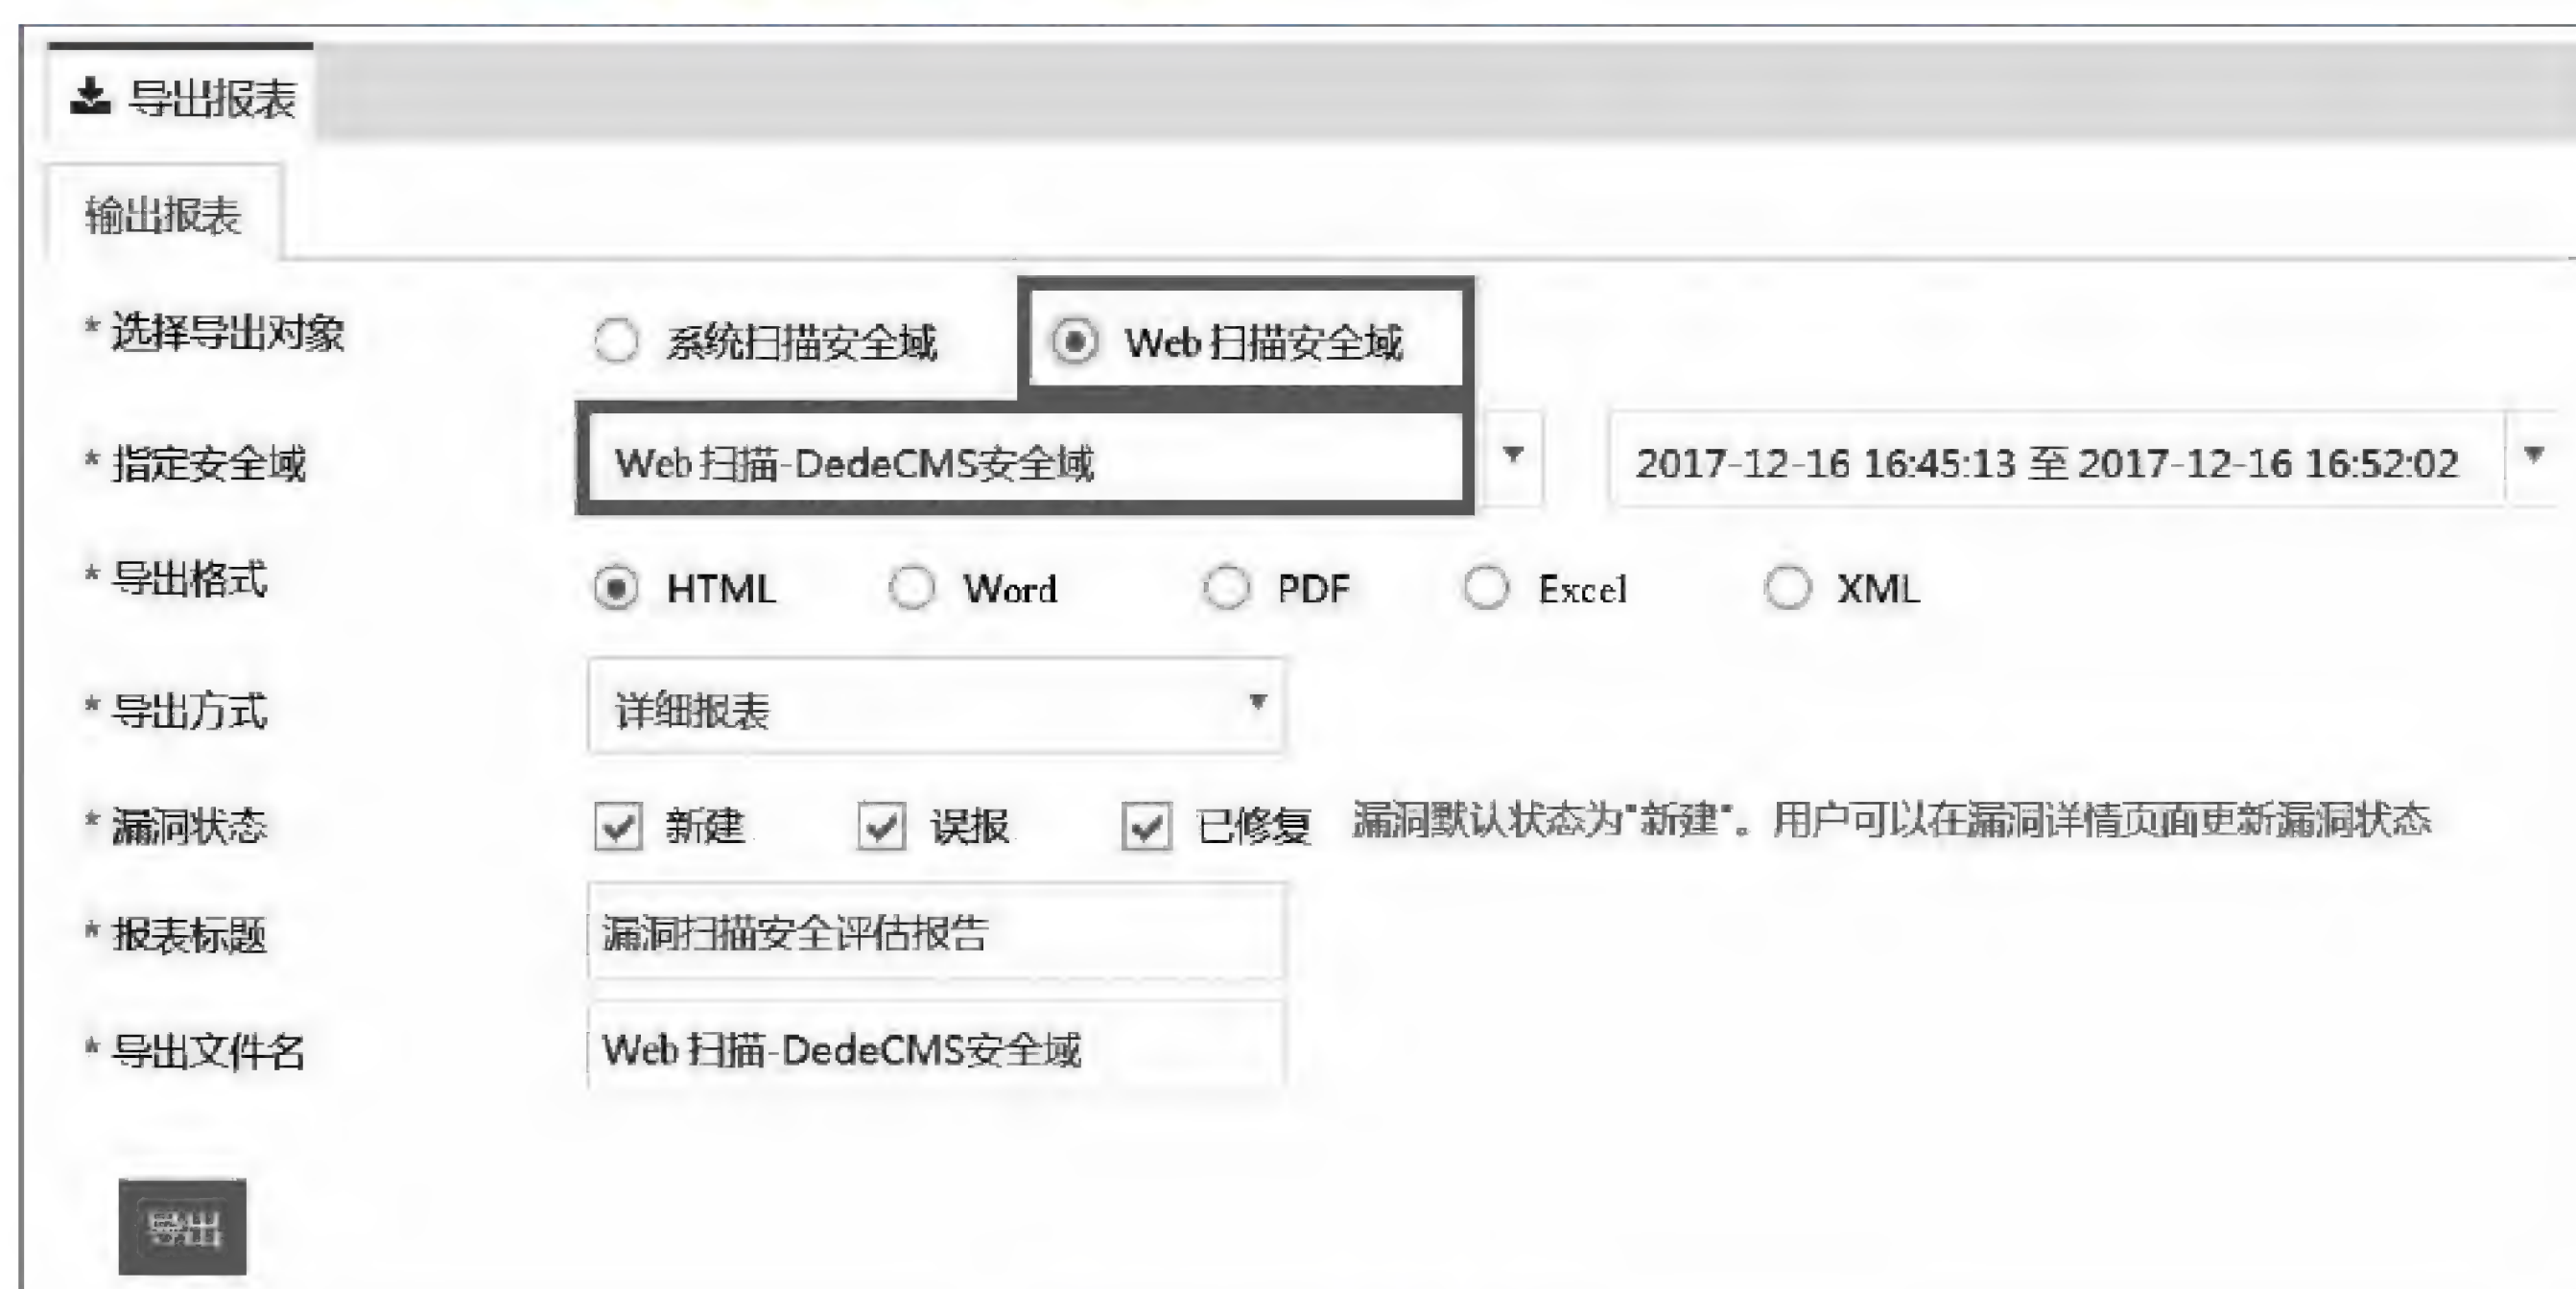 导出报表
输出报表
* 选择导出对象 系统扫描安全域 Web 扫描安全域
* 指定安全域 Web 扫描-DedeCMS安全域 2017-12-16 16:45:13 至 2017-12-16 16:52:02
* 导出格式 HTML Word PDF Excel XML
* 导出方式 详细报表
* 漏洞状态 新建 误报 已修复 漏洞默认状态为"新建"。用户可以在漏洞详情页面更新漏洞状态
* 报表标题 漏洞扫描安全评估报告
* 导出文件名 Web 扫描-DedeCMS安全域
导出